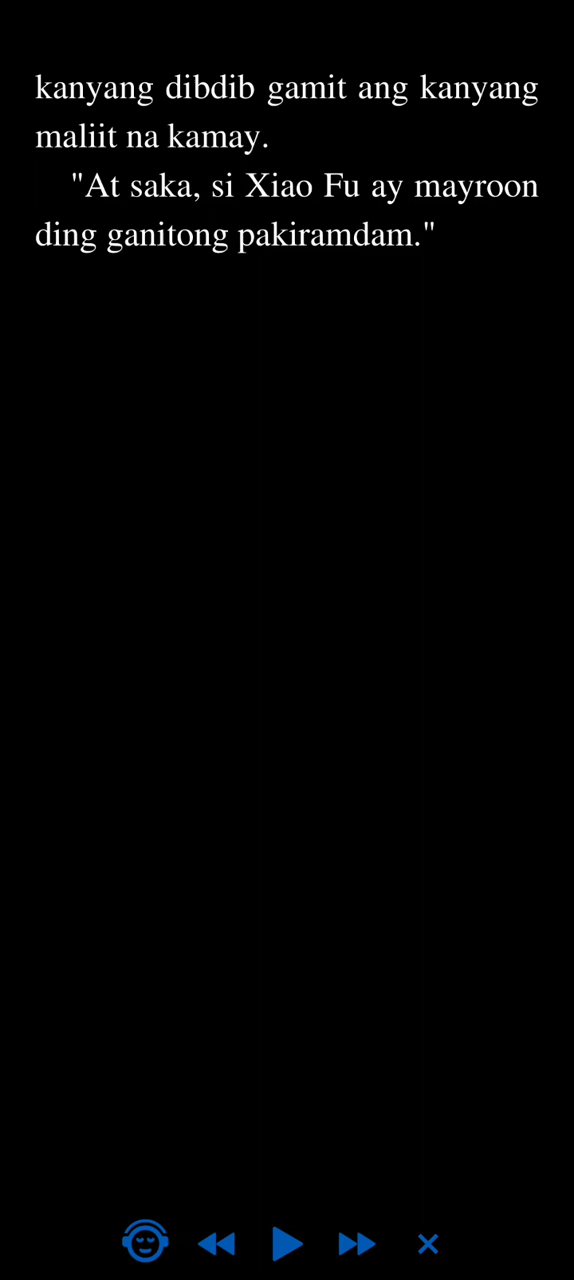 kanyang dibdib gamit ang kanyang
maliit na kamay.
"At saka, si Xiao Fu ay mayroon
ding ganitong pakiramdam."